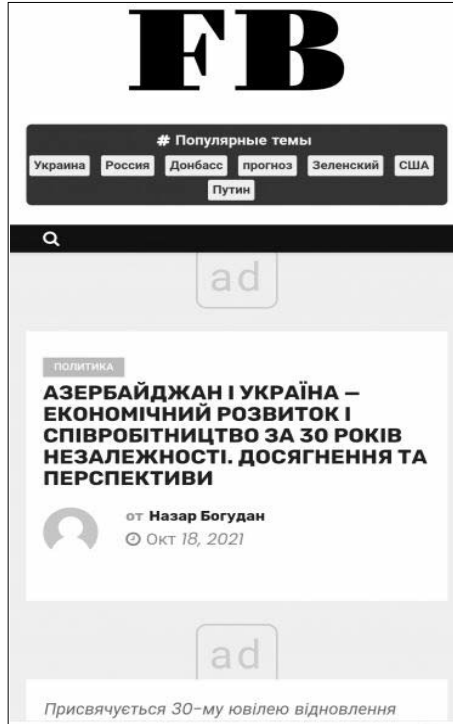 FB
# Популярные темы
Украина Россия Донбасс прогноз Зеленский США
Путин
ad
ПОЛИТИКА
АЗЕРБАЙДЖАН І УКРАЇНА —
ЕКОНОМІЧНИЙ РОЗВИТОК І
СПІВРОБІТНИЦТВО ЗА 30 РОКІВ
НЕЗАЛЕЖНОСТІ. ДОСЯГНЕННЯ ТА
ПЕРСПЕКТИВИ
от Назар Богудан
Окт 18, 2021
ad
Присвячується 30-му ювілею відновлення